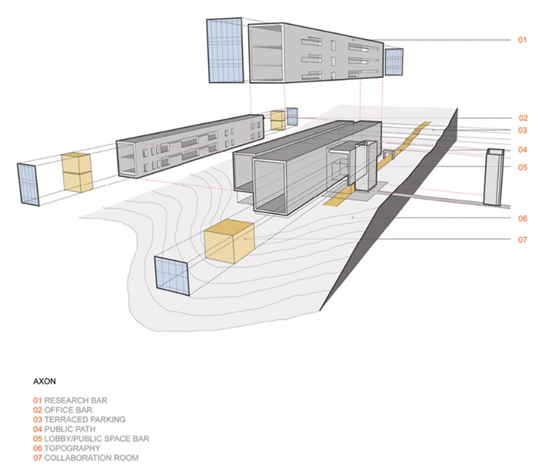 01
02
03
04
05
06
07
AXON
01 RESEARCH BAR
02 OFFICE BAR
03 TERRACED PARKING
04 PUBLIC PATH
05 LOBBY/PUBLIC SPACE BAR
06 TOPOGRAPHY
07 COLLABORATION ROOM